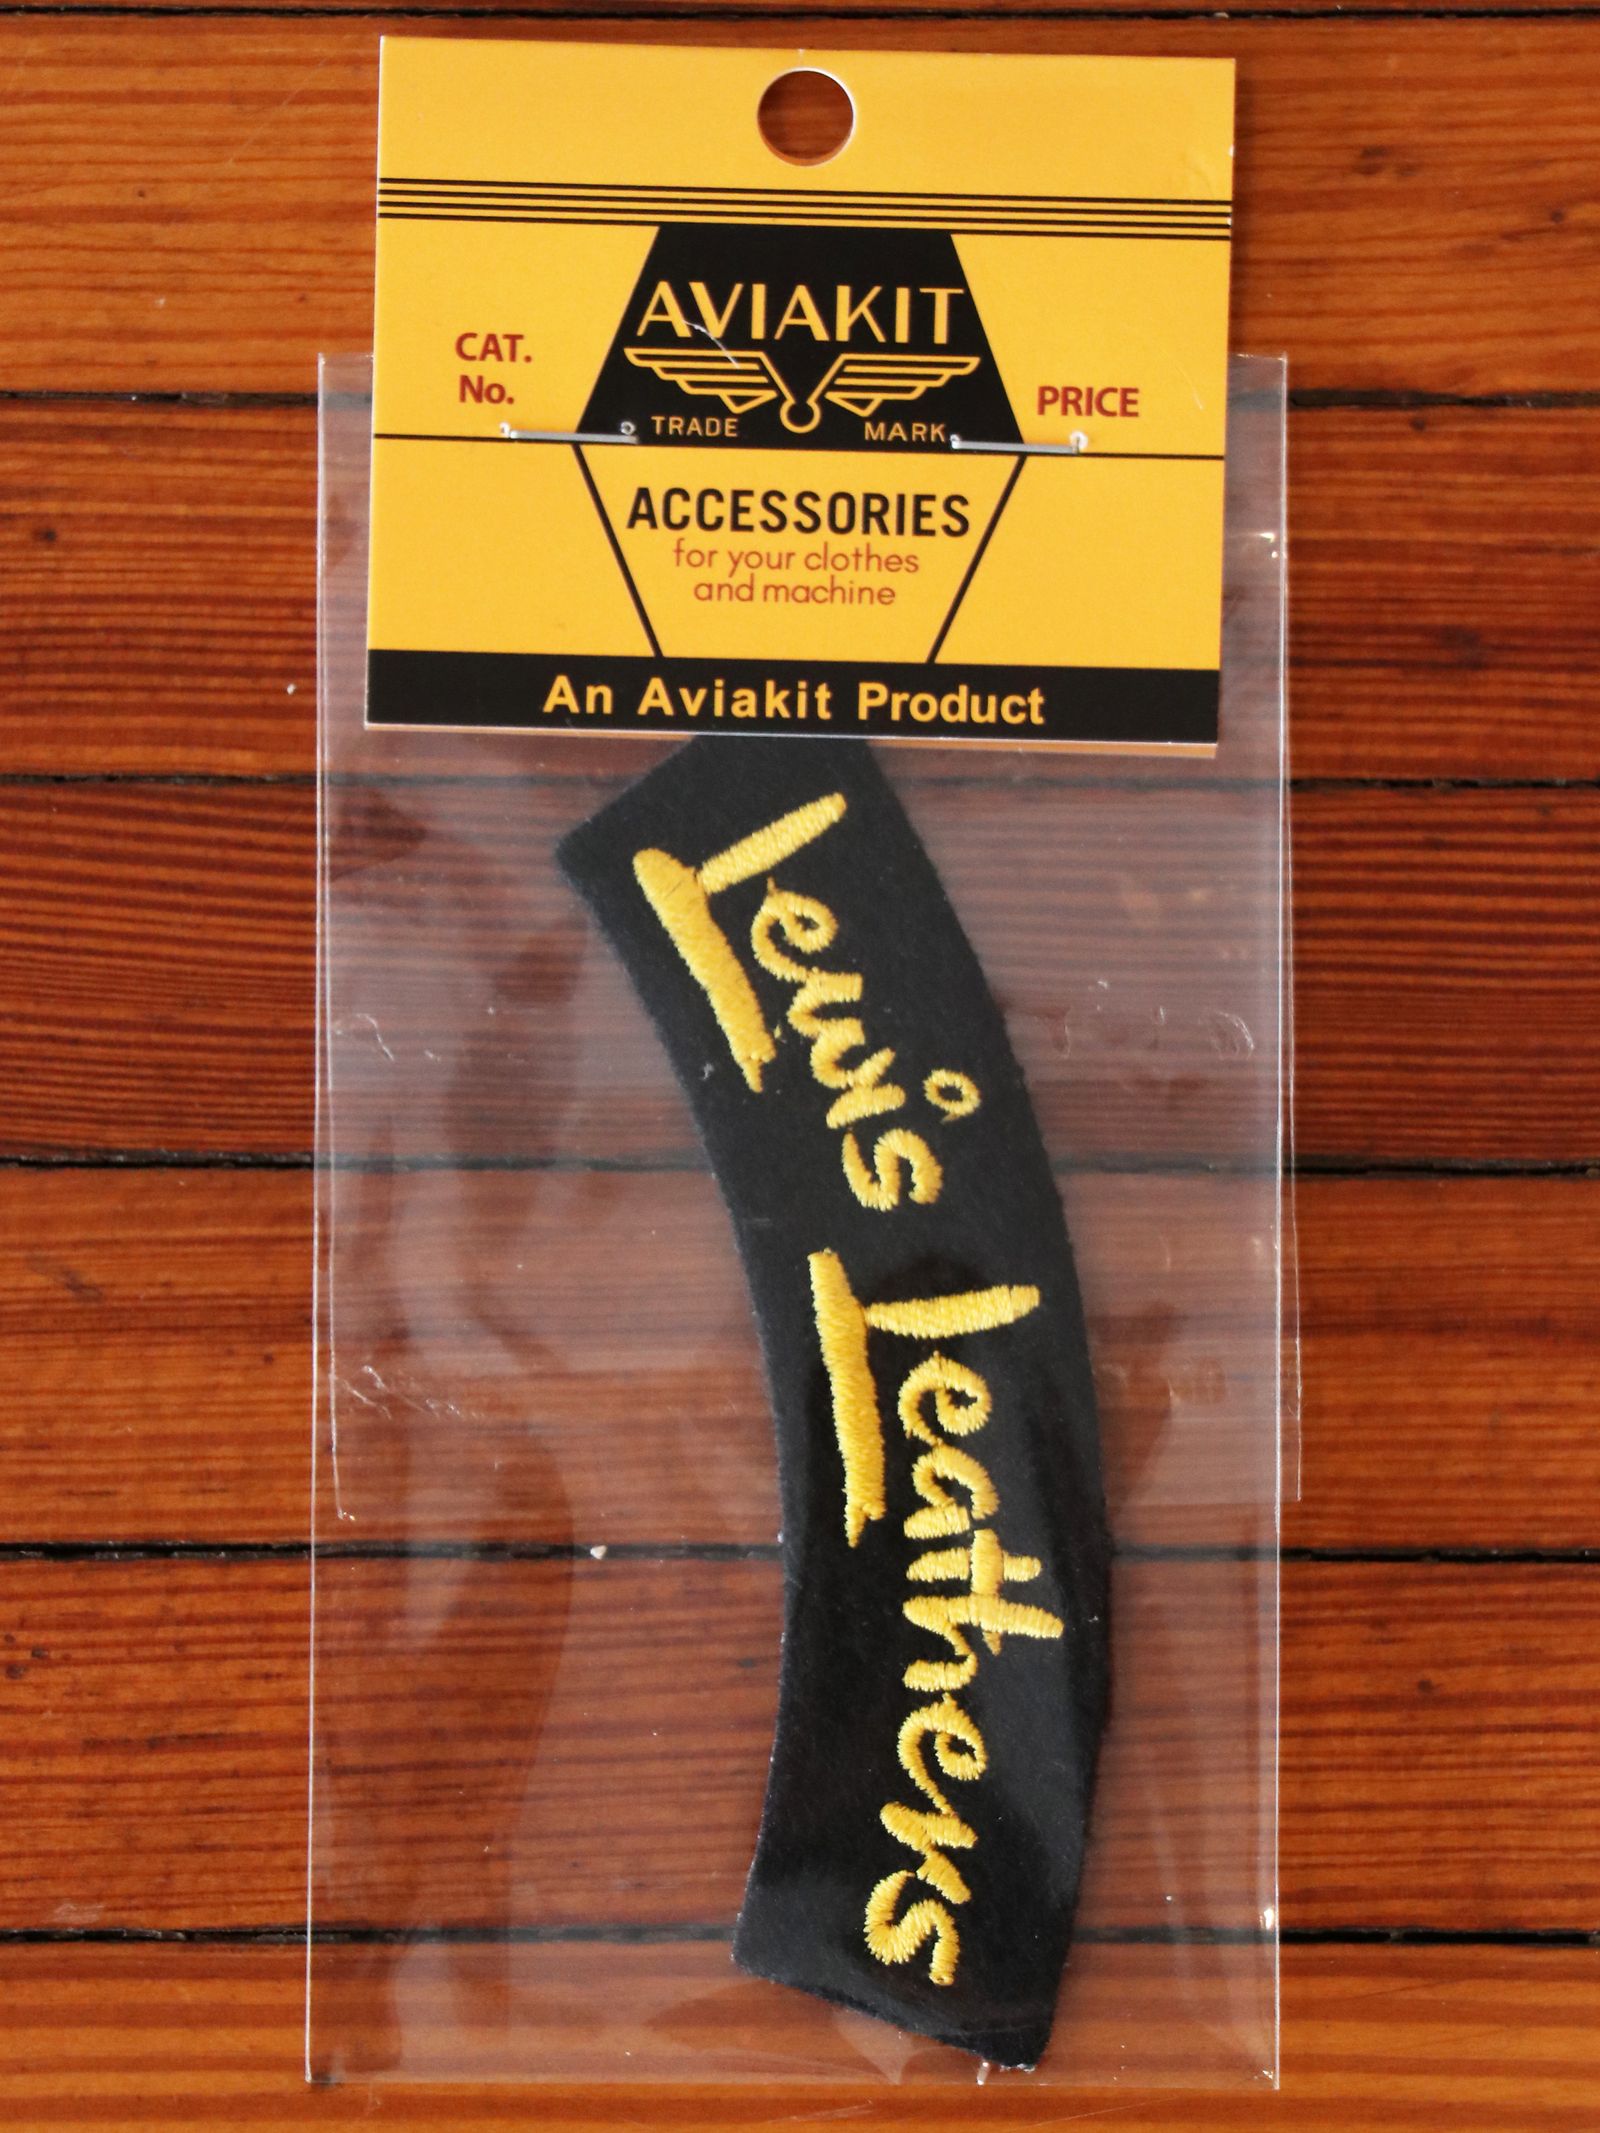 AVIAKIT
CAT.
No.
PRICE
TRADE MARK
ACCESSORIES
for your clothes
and machine
An Aviakit Product
Lewis Leathers